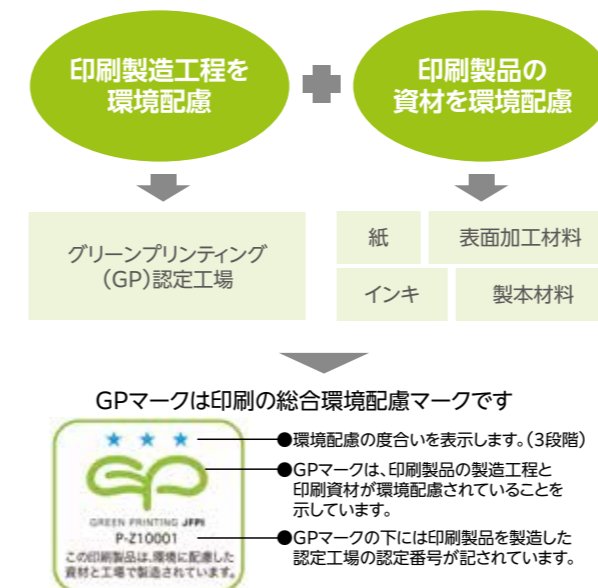 印刷製造工程を
環境配慮
印刷製品の
資材を環境配慮
グリーンプリンティング
(GP)認定工場
紙
表面加工材料
インキ
製本材料
GPマークは印刷の総合環境配慮マークです
★ ★ ★
GP
GREEN PRINTING JFPI
P-Z10001
この印刷製品は、環境に配慮した
資材と工場で製造されています。
●環境配慮の度合いを表示します。(3段階)
●GPマークは、印刷製品の製造工程と
印刷資材が環境配慮されていることを
示しています。
●GPマークの下には印刷製品を製造した
認定工場の認定番号が記されています。